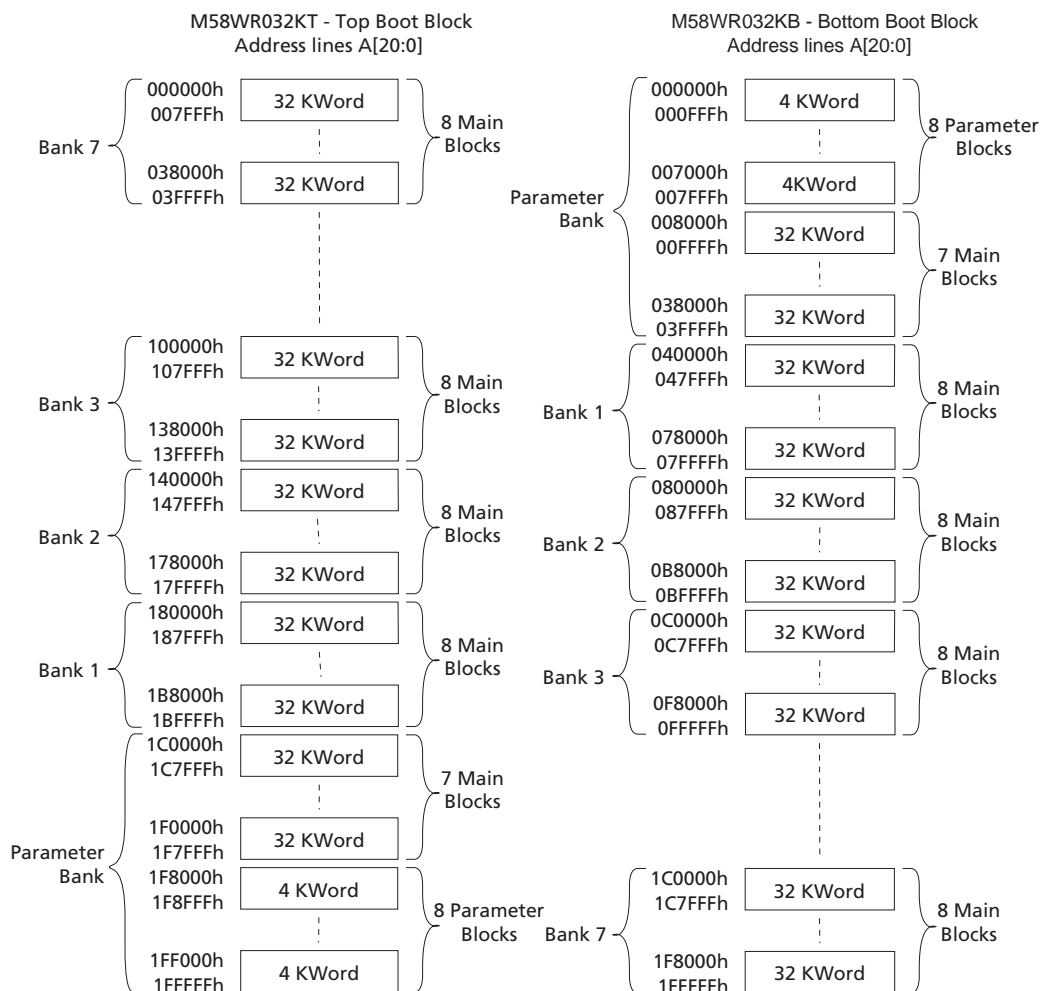 M58WR032KT - Top Boot Block
Address lines A[20:0]
000000h
007FFFh
32 KWord
Bank 7
8 Main
Blocks
038000h
03FFFFh
32 KWord
100000h
107FFFh
32 KWord
Bank 3
8 Main
Blocks
138000h
13FFFFh
32 KWord
140000h
147FFFh
32 KWord
Bank 2
8 Main
Blocks
178000h
17FFFFh
32 KWord
180000h
187FFFh
32 KWord
Bank 1
8 Main
Blocks
1B8000h
1BFFFFh
32 KWord
1C0000h
1C7FFFh
32 KWord
7 Main
Blocks
1F0000h
1F7FFFh
32 KWord
Parameter
Bank
1F8000h
1F8FFFh
4 KWord
8 Parameter
Blocks
1FF000h
1FFFFFh
4 KWord
M58WR032KB - Bottom Boot Block
Address lines A[20:0]
000000h
000FFFh
4 KWord
8 Parameter
Blocks
007000h
007FFFh
4KWord
Parameter
Bank
008000h
00FFFFh
32 KWord
7 Main
Blocks
038000h
03FFFFh
32 KWord
040000h
047FFFh
32 KWord
Bank 1
8 Main
Blocks
078000h
07FFFFh
32 KWord
080000h
087FFFh
32 KWord
Bank 2
8 Main
Blocks
0B8000h
0BFFFFh
32 KWord
0C0000h
0C7FFFh
32 KWord
Bank 3
8 Main
Blocks
0F8000h
0FFFFFh
32 KWord
1C0000h
1C7FFFh
32 KWord
Bank 7
8 Main
Blocks
1F8000h
1FFFFFh
32 KWord